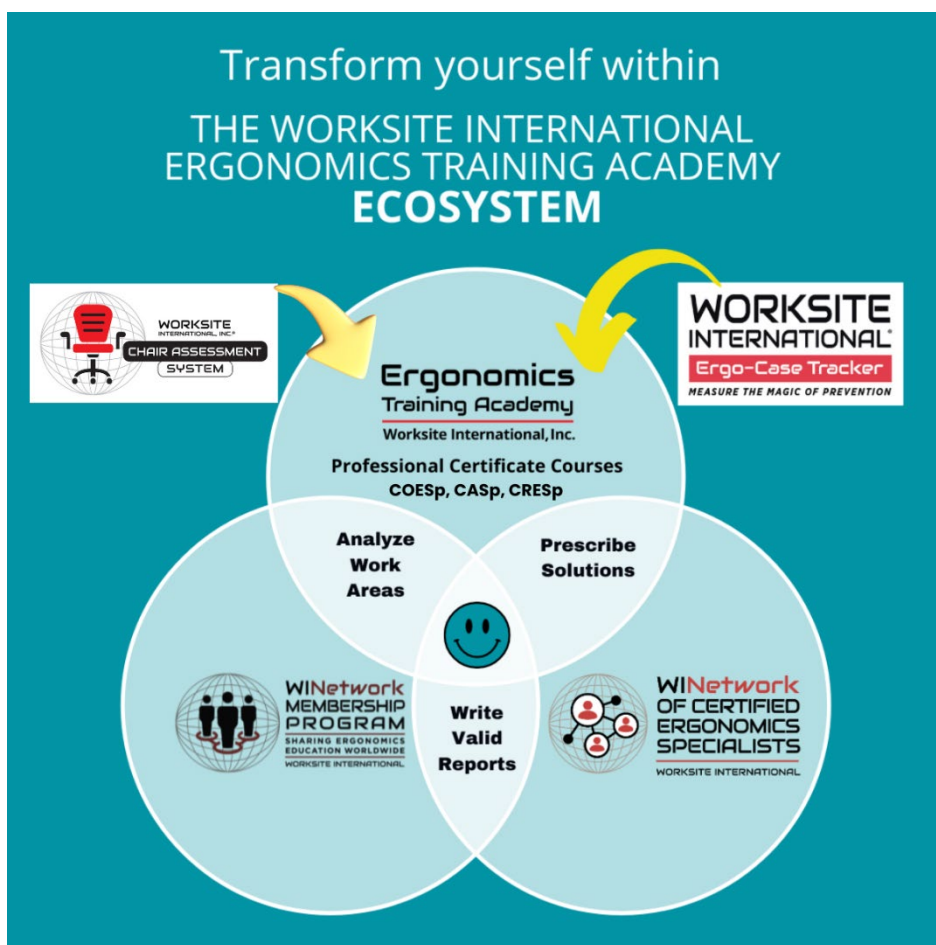 Transform yourself within
THE WORKSITE INTERNATIONAL
ERGONOMICS TRAINING ACADEMY
ECOSYSTEM
WORKSITE
INTERNATIONAL, INC.®
CHAIR ASSESSMENT
SYSTEM
WORKSITE
INTERNATIONAL®
Ergo-Case Tracker
MEASURE THE MAGIC OF PREVENTION
Ergonomics
Training Academy
Worksite International, Inc.
Professional Certificate Courses
COESp, CASp, CRESp
Analyze
Work
Areas
Prescribe
Solutions
WINetwork
MEMBERSHIP
PROGRAM
SHARING ERGONOMICS
EDUCATION WORLDWIDE
WORKSITE INTERNATIONAL
Write
Valid
Reports
WINetwork
OF CERTIFIED
ERGONOMICS
SPECIALISTS
WORKSITE INTERNATIONAL